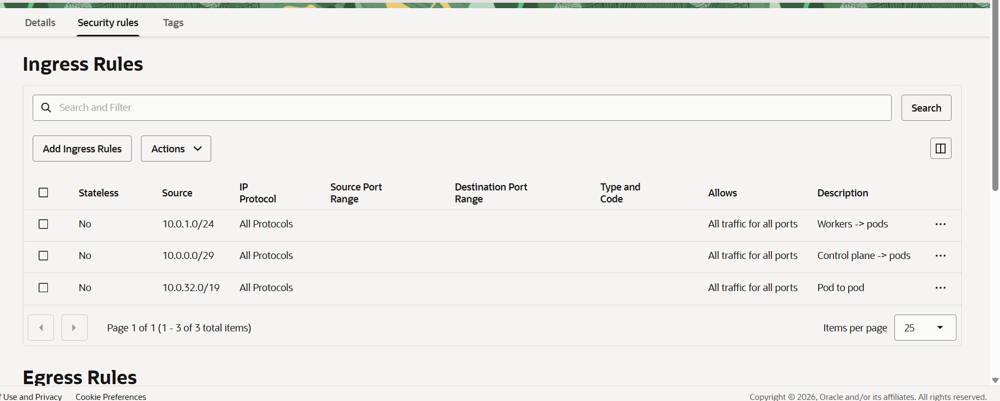 Details Security rules Tags
Ingress Rules
Search and Filter Search
Add Ingress Rules Actions
Stateless Source IP Protocol Source Port Range Destination Port Range Type and Code Allows Description
No 10.0.1.0/24 All Protocols All traffic for all ports Workers -> pods
No 10.0.0.0/29 All Protocols All traffic for all ports Control plane -> pods
No 10.0.32.0/19 All Protocols All traffic for all ports Pod to pod
Page 1 of 1 (1 - 3 of 3 total items) Items per page 25
Egress Rules
f Use and Privacy Cookie Preferences Copyright © 2026, Oracle and/or its affiliates. All rights reserved.